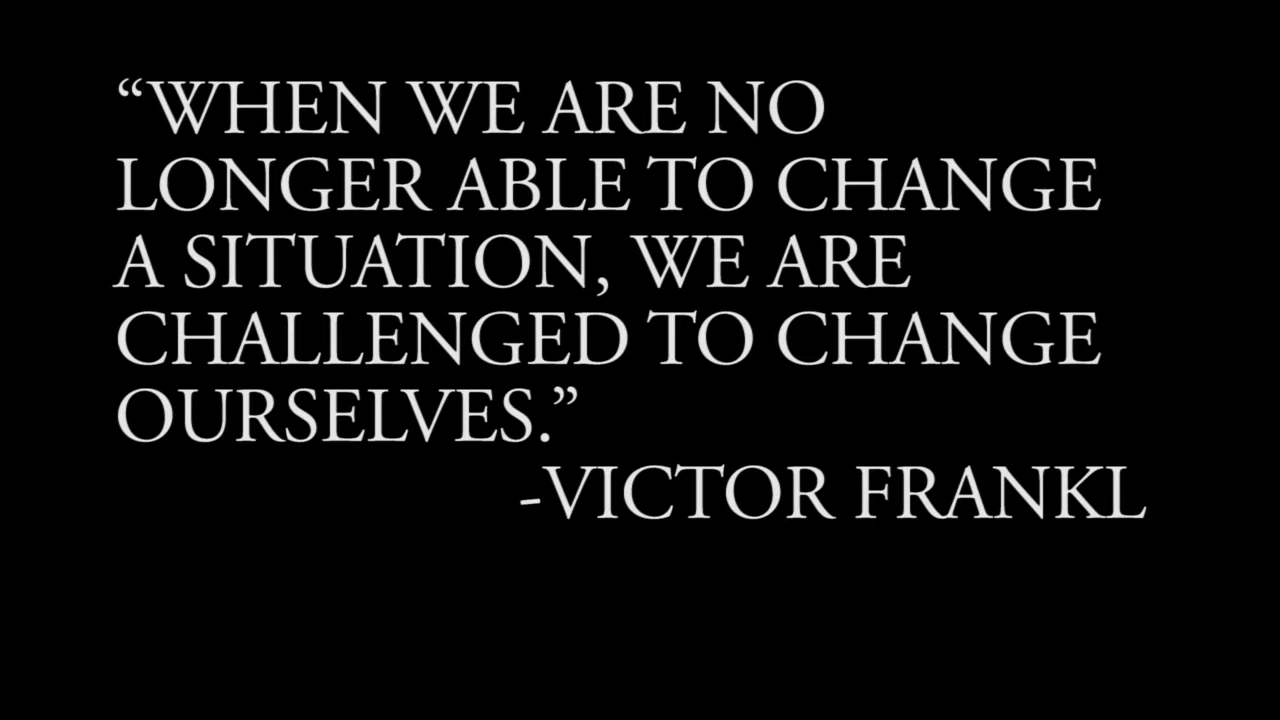 “WHEN WE ARE NO
LONGER ABLE TO CHANGE
A SITUATION, WE ARE
CHALLENGED TO CHANGE
OURSELVES.”
-VICTOR FRANKL